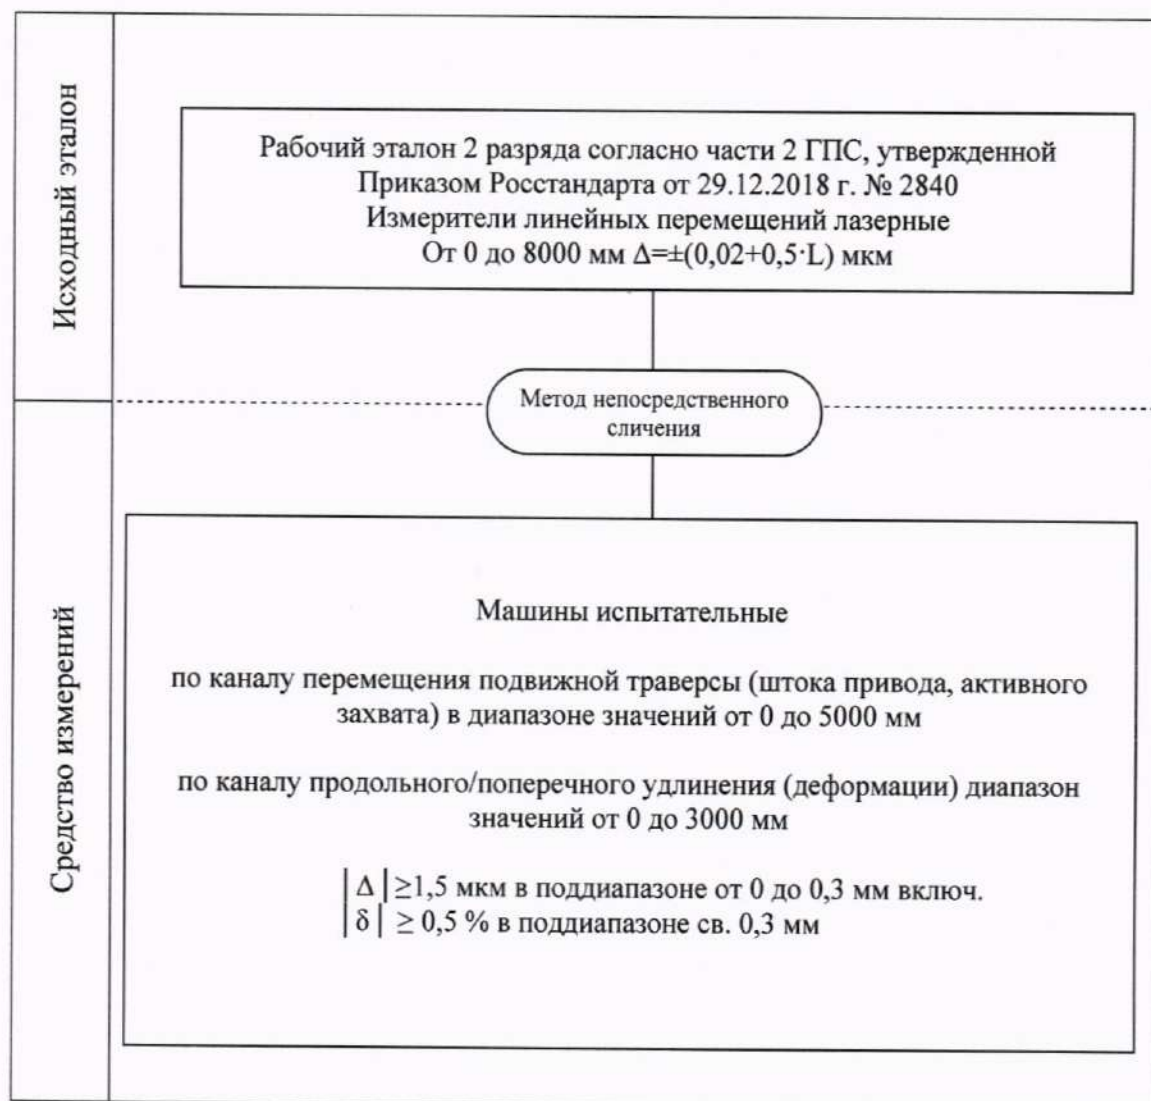 Исходный эталон
Рабочий эталон 2 разряда согласно части 2 ГПС, утвержденной
Приказом Росстандарта от 29.12.2018 г. № 2840
Измерители линейных перемещений лазерные
От 0 до 8000 мм Δ=±(0,02+0,5·L) мкм
Метод непосредственного
сличения
Средство измерений
Машины испытательные
по каналу перемещения подвижной траверсы (штока привода, активного
захвата) в диапазоне значений от 0 до 5000 мм
по каналу продольного/поперечного удлинения (деформации) диапазон
значений от 0 до 3000 мм
|Δ|≥1,5 мкм в поддиапазоне от 0 до 0,3 мм включ.
|δ| ≥ 0,5 % в поддиапазоне св. 0,3 мм